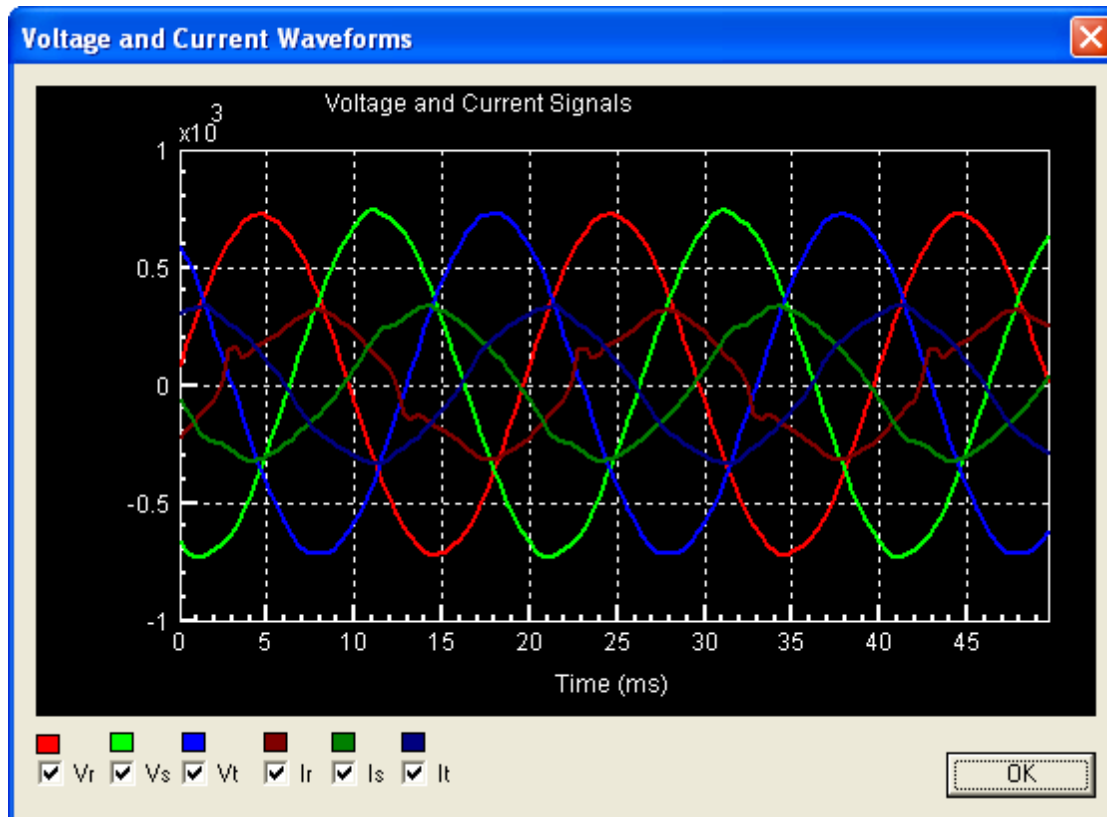 Voltage and Current Waveforms
Voltage and Current Signals
x10 3
1
0.5
0
-0.5
-1
0 5 10 15 20 25 30 35 40 45
Time (ms)
Vr Vs Vt Ir Is It
OK